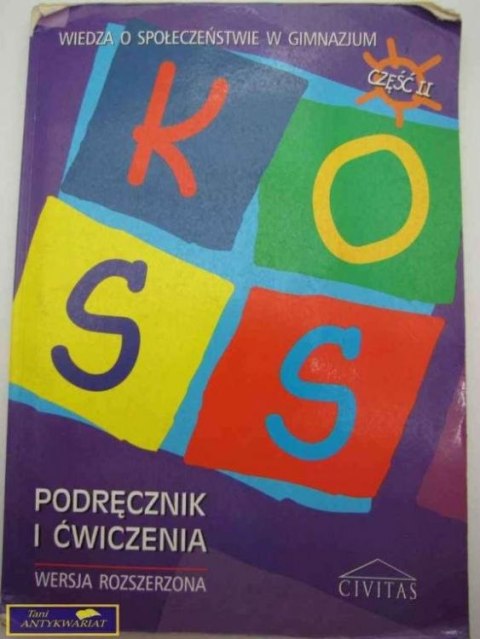 WIEDZA O SPOŁECZEŃSTWIE W GIMNAZJUM
CZĘŚĆ II
K O
S S
PODRĘCZNIK
I ĆWICZENIA
WERSJA ROZSZERZONA
CIVITAS
Tani
ANTYKWARIAT